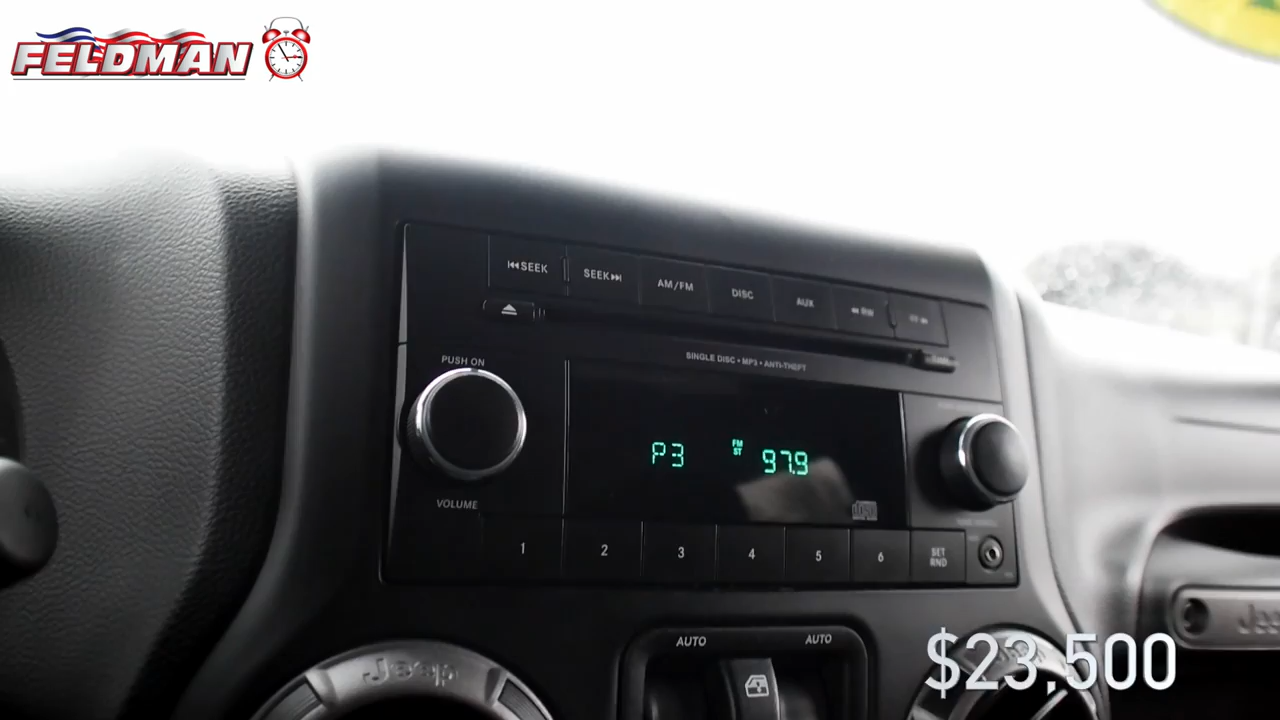 FELDMAN
SEEK
SEEK
AM/FM
DISC
AUX
RW
PUSH ON
SINGLE DISC • MP3 • ANTI-THEFT
P3
FM
ST
97.9
VOLUME
1
2
3
4
5
6
SET
RND
AUTO
AUTO
Jeep
$23,500